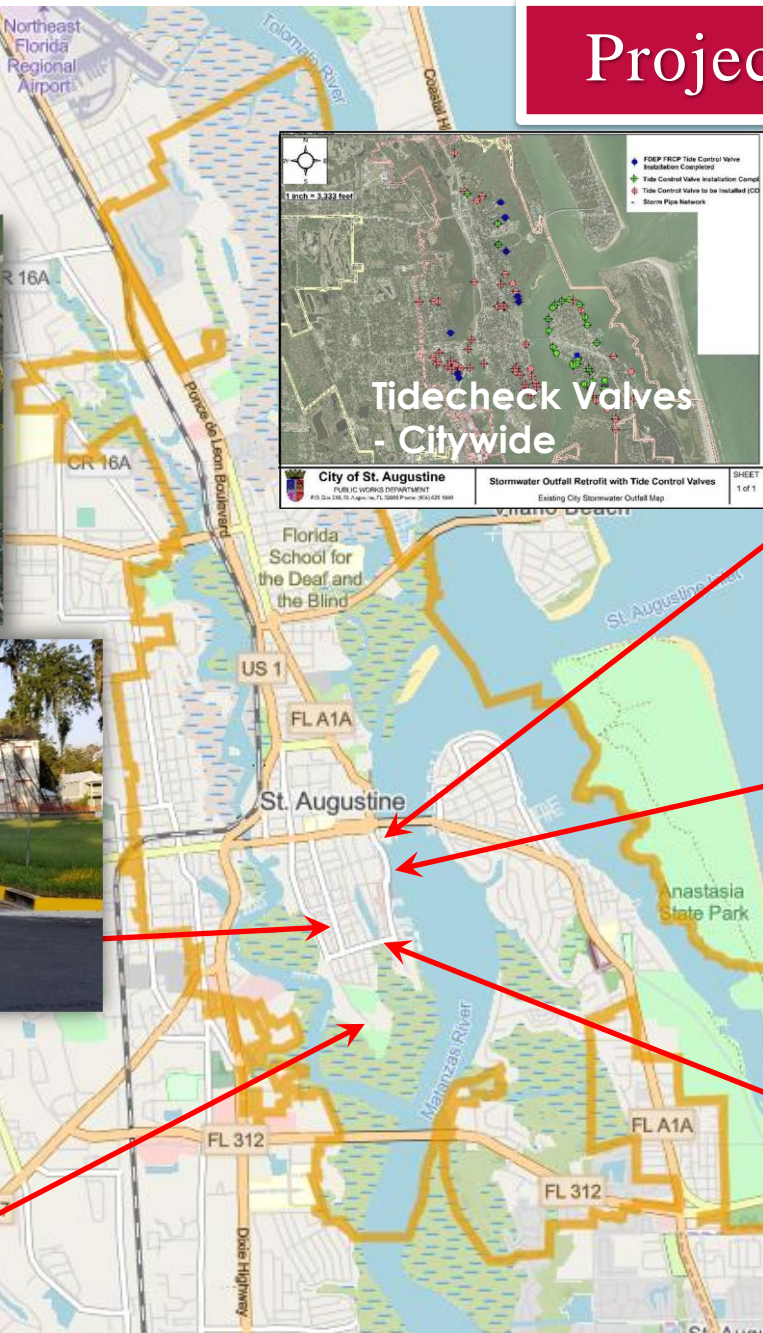 Projec
Northeast
Florida
Regional
Airport
Tolomato River
Coastal Hi
N
W
E
S
1 inch = 3,333 feet
FDEP FRCP Tide Control Valve
Installation Completed
Tide Control Valve Installation Compl
Tide Control Valve to be Installed (CO
Storm Pipe Network
Tidecheck Valves
- Citywide
City of St. Augustine
PUBLIC WORKS DEPARTMENT
Stormwater Outfall Retrofit with Tide Control Valves
Existing City Stormwater Outfall Map
SHEET
1 of 1
R 16A
CR 16A
Ponce de Leon Boulevard
Vilano Beach
Florida
School for
the Deaf and
the Blind
St. Augustine Inlet
US 1
FL A1A
St. Augustine
Anastasia
State Park
Matanzas River
FL 312
FL A1A
FL 312
Dixie Highway